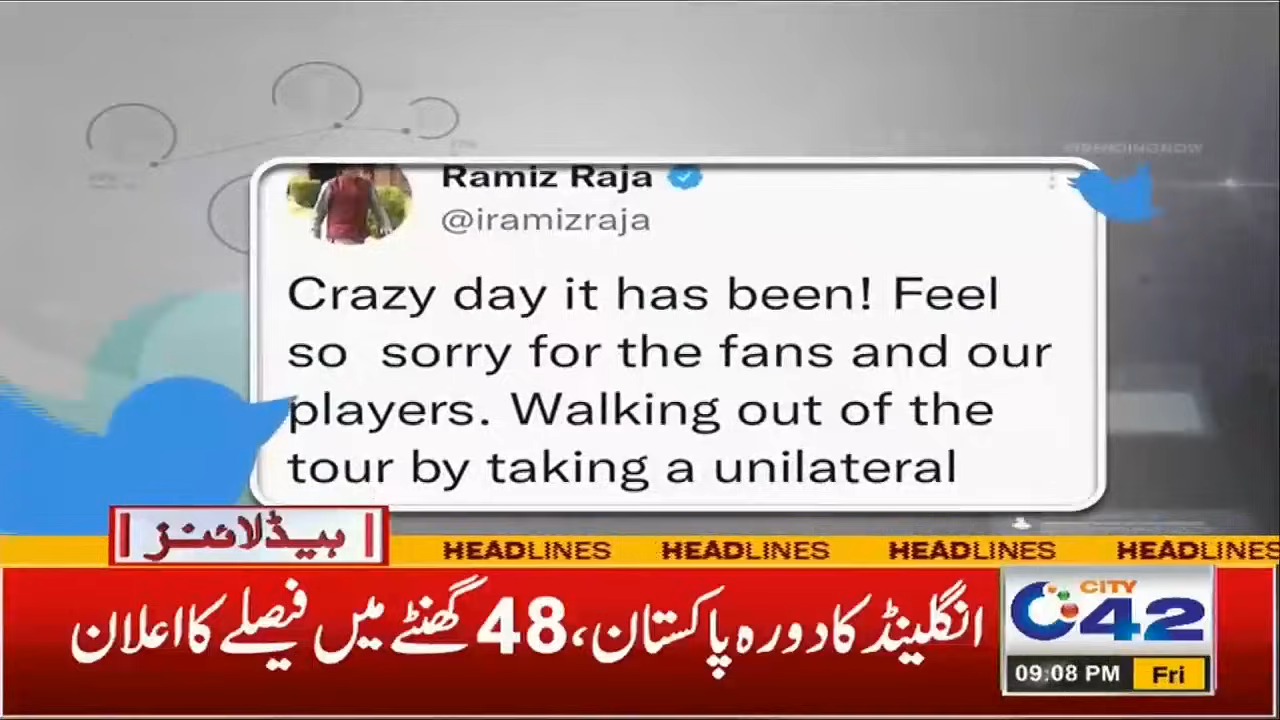 #TRENDINGNOW
Ramiz Raja
@iramizraja
Crazy day it has been! Feel
so sorry for the fans and our
players. Walking out of the
tour by taking a unilateral
ہیڈلائنز
HEADLINES HEADLINES HEADLINES HEADLINES
انگلینڈ کا دورہ پاکستان، 48 گھنٹے میں فیصلے کا اعلان
CITY
42
09:08 PM Fri